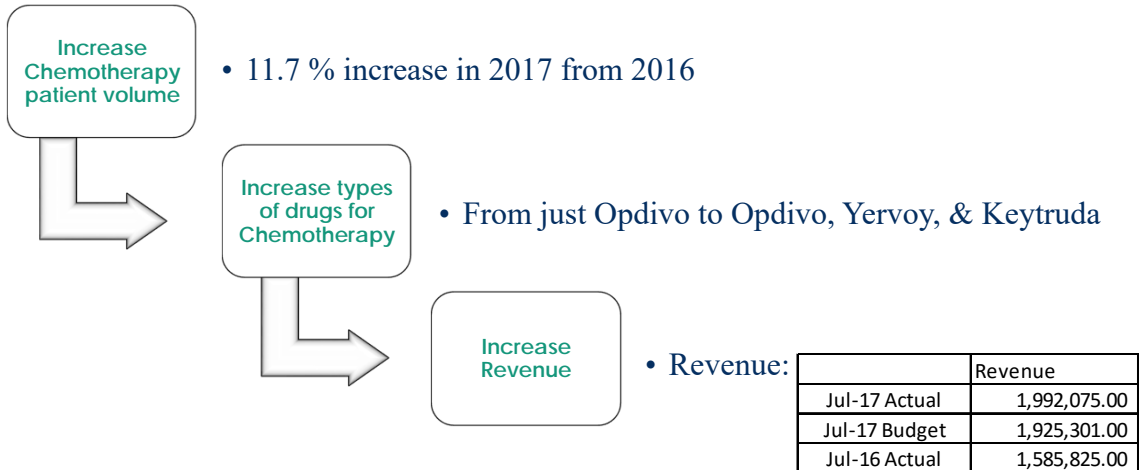 Increase
Chemotherapy
patient volume
• 11.7 % increase in 2017 from 2016
Increase types
of drugs for
Chemotherapy
• From just Opdivo to Opdivo, Yervoy, & Keytruda
Increase
Revenue
• Revenue:
Revenue
Jul-17 Actual 1,992,075.00
Jul-17 Budget 1,925,301.00
Jul-16 Actual 1,585,825.00